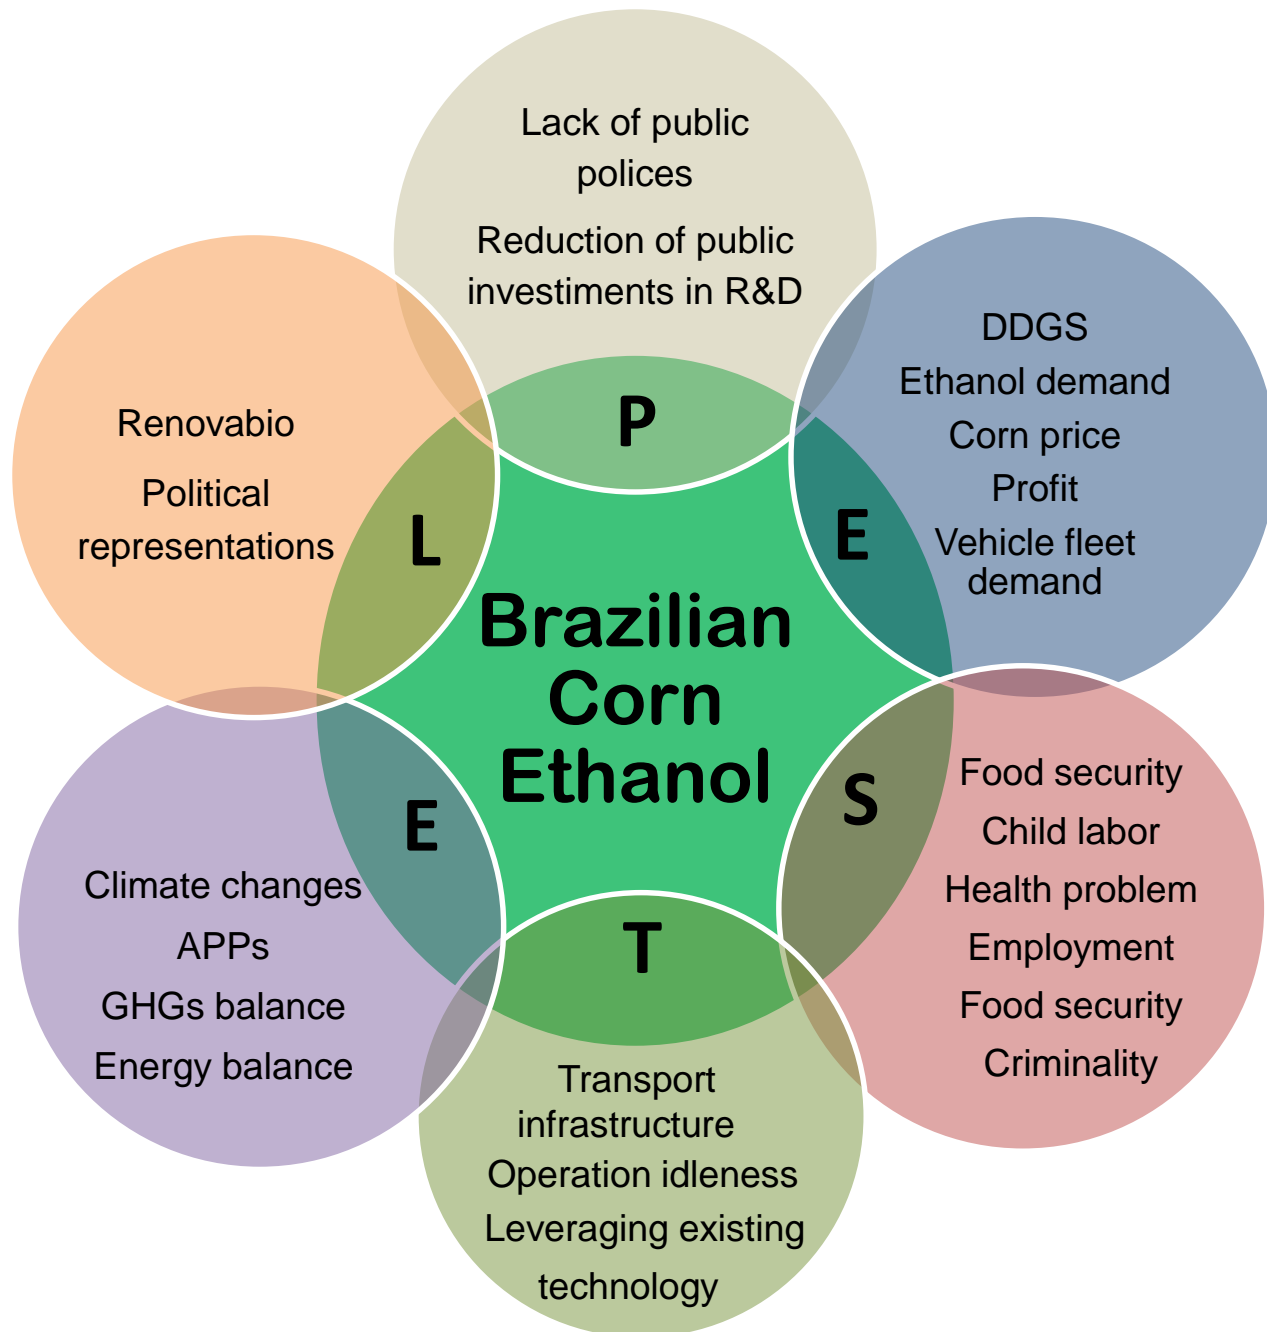 Lack of public
polices
Reduction of public
investiments in R&D
P
DDGS
Ethanol demand
Corn price
Profit
Vehicle fleet
demand
E
Food security
Child labor
Health problem
Employment
Food security
Criminality
S
T
Transport
infrastructure
Operation idleness
Leveraging existing
technology
E
Climate changes
APPs
GHGs balance
Energy balance
L
Renovabio
Political
representations
Brazilian
Corn
Ethanol